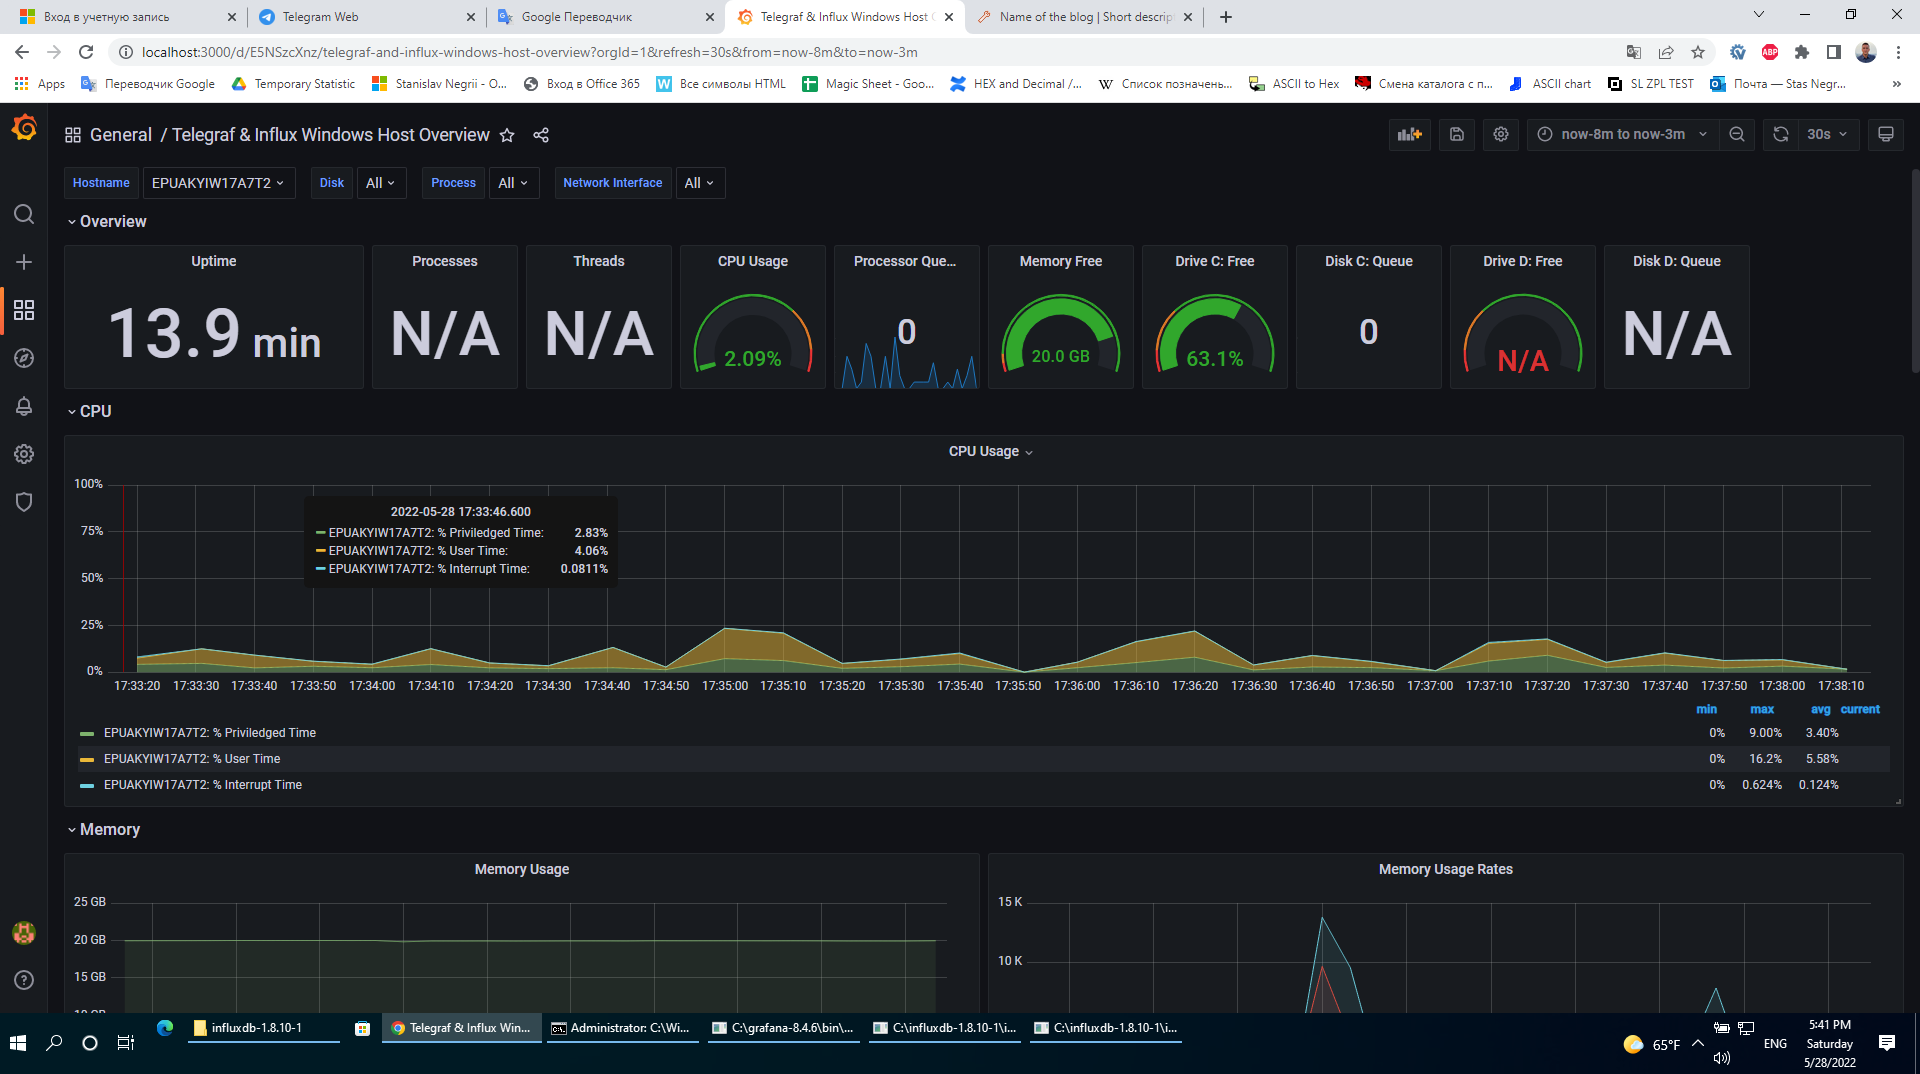 Вход в учетную запись
Telegram Web
Google Переводчик
Telegraf & Influx Windows Host
Name of the blog | Short descrip
localhost:3000/d/E5NSzcXnz/telegraf-and-influx-windows-host-overview?orgId=1&refresh=30s&from=now-8m&to=now-3m
ABP
Apps
Переводчик Google
Temporary Statistic
Stanislav Negrii - O...
Вход в Office 365
W
Все символы HTML
Magic Sheet - Goo...
HEX and Decimal /...
W
Список позначень...
ASCII to Hex
Смена каталога с п...
ASCII chart
SL ZPL TEST
Почта — Stas Negr...
»
General / Telegraf & Influx Windows Host Overview
now-8m to now-3m
30s
Hostname
EPUAKYIW17A7T2
Disk
All
Process
All
Network Interface
All
Overview
Uptime
13.9 min
Processes
N/A
Threads
N/A
CPU Usage
2.09%
Processor Que...
0
Memory Free
20.0 GB
Drive C: Free
63.1%
Disk C: Queue
0
Drive D: Free
N/A
Disk D: Queue
N/A
CPU
CPU Usage
100%
75%
50%
25%
0%
2022-05-28 17:33:46.600
EPUAKYIW17A7T2: % Priviledged Time: 2.83%
EPUAKYIW17A7T2: % User Time: 4.06%
EPUAKYIW17A7T2: % Interrupt Time: 0.0811%
17:33:20 17:33:30 17:33:40 17:33:50 17:34:00 17:34:10 17:34:20 17:34:30 17:34:40 17:34:50 17:35:00 17:35:10 17:35:20 17:35:30 17:35:40 17:35:50 17:36:00 17:36:10 17:36:20 17:36:30 17:36:40 17:36:50 17:37:00 17:37:10 17:37:20 17:37:30 17:37:40 17:37:50 17:38:00 17:38:10
min max avg current
EPUAKYIW17A7T2: % Priviledged Time 0% 9.00% 3.40%
EPUAKYIW17A7T2: % User Time 0% 16.2% 5.58%
EPUAKYIW17A7T2: % Interrupt Time 0% 0.624% 0.124%
Memory
Memory Usage
25 GB
20 GB
15 GB
10 GB
Memory Usage Rates
15 K
10 K
influxdb-1.8.10-1
Telegraf & Influx Win...
Administrator: C:\Wi...
C:\grafana-8.4.6\bin\...
C:\influxdb-1.8.10-1\i...
C:\influxdb-1.8.10-1\i...
65°F
ENG
5:41 PM
Saturday
5/28/2022